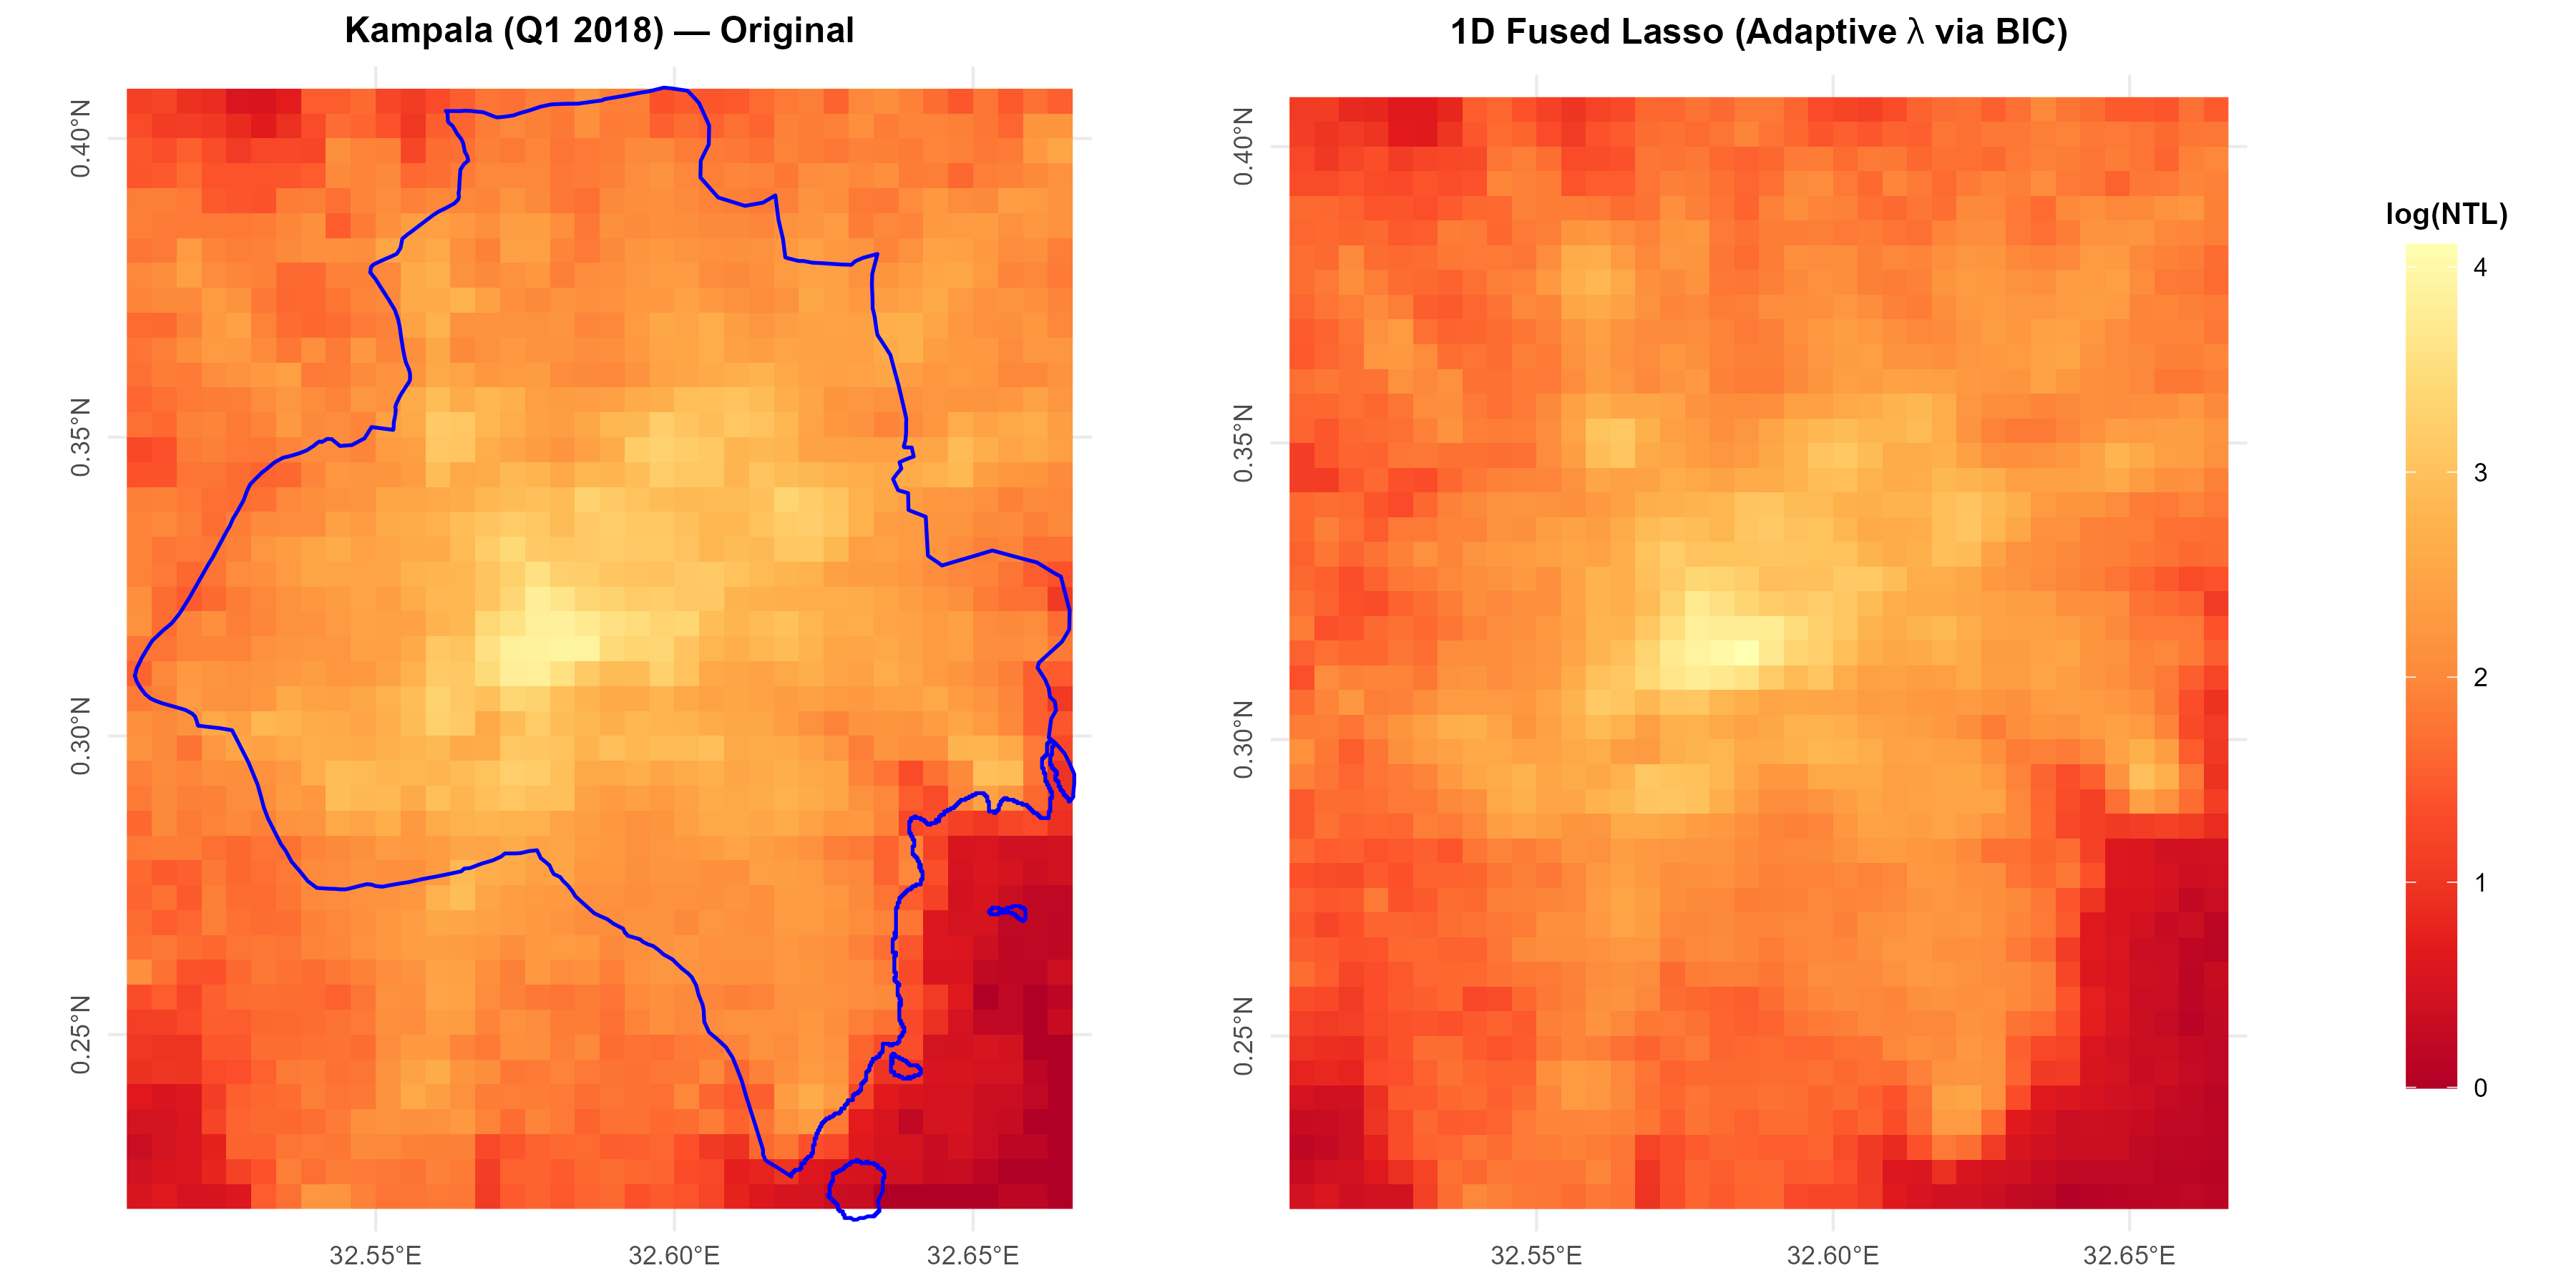 Kampala (Q1 2018) — Original
0.40°N
0.35°N
0.30°N
0.25°N
32.55°E
32.60°E
32.65°E
1D Fused Lasso (Adaptive λ via BIC)
0.40°N
0.35°N
0.30°N
0.25°N
32.55°E
32.60°E
32.65°E
log(NTL)
4
3
2
1
0